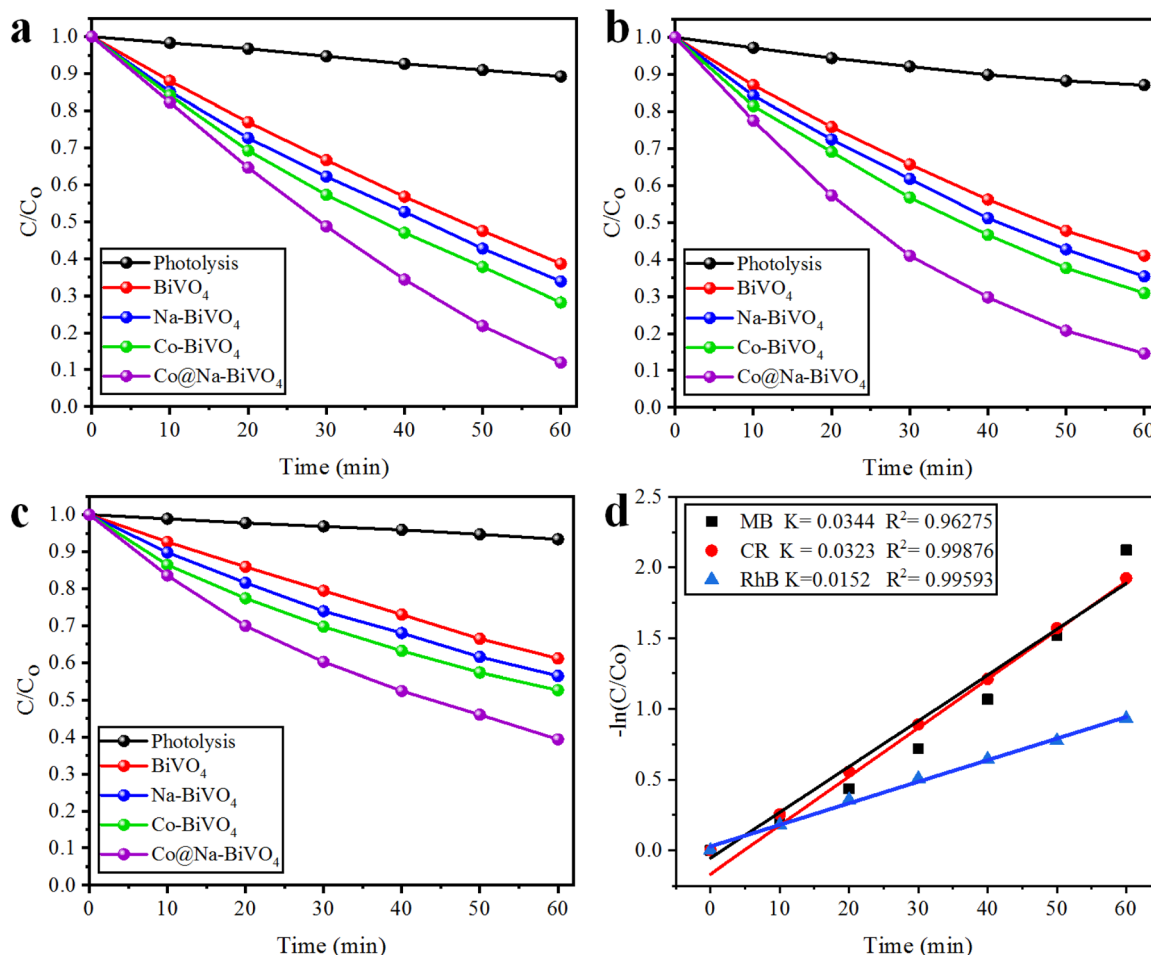 a
C/Co
1.0
0.9
0.8
0.7
0.6
0.5
0.4
0.3
0.2
0.1
0.0
Photolysis
BiVO₄
Na-BiVO₄
Co-BiVO₄
Co@Na-BiVO₄
0 10 20 30 40 50 60
Time (min)
b
C/Co
1.0
0.9
0.8
0.7
0.6
0.5
0.4
0.3
0.2
0.1
0.0
Photolysis
BiVO₄
Na-BiVO₄
Co-BiVO₄
Co@Na-BiVO₄
0 10 20 30 40 50 60
Time (min)
c
C/Co
1.0
0.9
0.8
0.7
0.6
0.5
0.4
0.3
0.2
0.1
0.0
Photolysis
BiVO₄
Na-BiVO₄
Co-BiVO₄
Co@Na-BiVO₄
0 10 20 30 40 50 60
Time (min)
d
-ln(C/Co)
2.5
2.0
1.5
1.0
0.5
0.0
MB K= 0.0344 R²= 0.96275
CR K= 0.0323 R²= 0.99876
RhB K=0.0152 R²= 0.99593
0 10 20 30 40 50 60
Time (min)